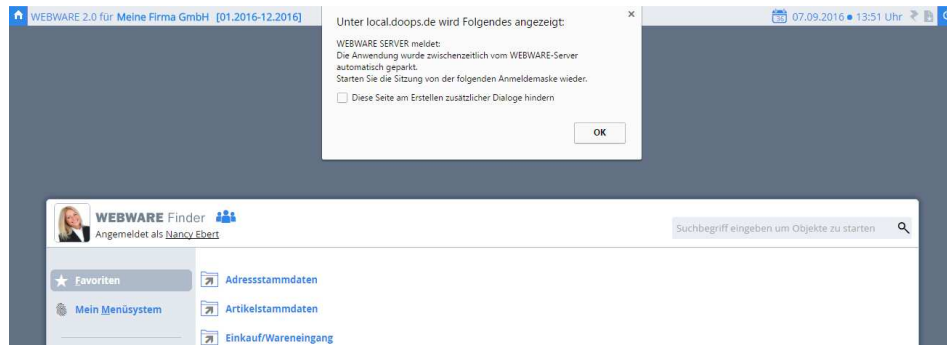 WEBWARE 2.0 für Meine Firma GmbH [01.2016-12.2016]
Unter local.doops.de wird Folgendes angezeigt:
×
35
07.09.2016 • 13:51 Uhr
WEBWARE SERVER meldet:
Die Anwendung wurde zwischenzeitlich vom WEBWARE-Server
automatisch geparkt.
Starten Sie die Sitzung von der folgenden Anmeldemaske wieder.
Diese Seite am Erstellen zusätzlicher Dialoge hindern
OK
WEBWARE Finder
Angemeldet als Nancy Ebert
Suchbegriff eingeben um Objekte zu starten
Favoriten
Mein Menüsystem
Adressstammdaten
Artikelstammdaten
Einkauf/Wareneingang